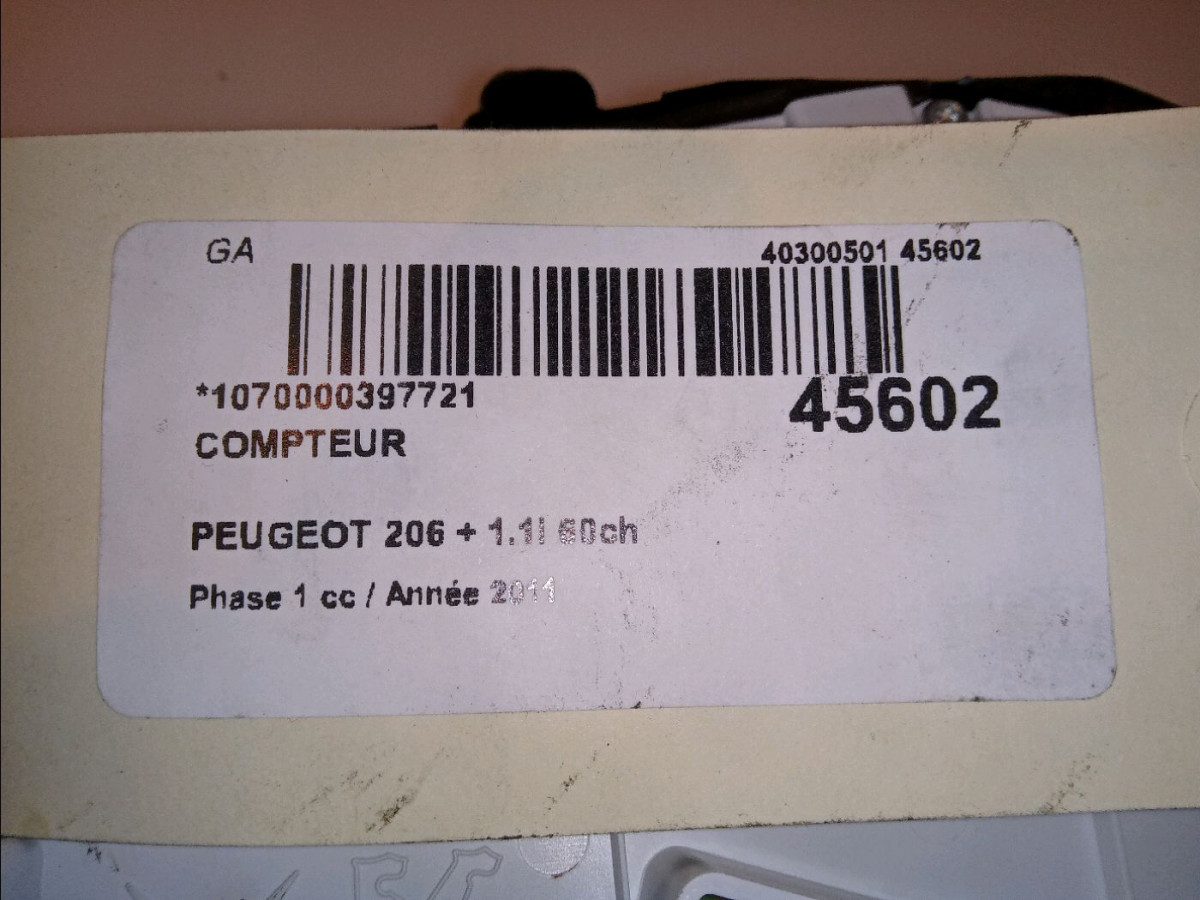 GA
40300501 45602
*1070000397721
45602
COMPTEUR
PEUGEOT 206 + 1.1l 60ch
Phase 1 cc / Année 2011